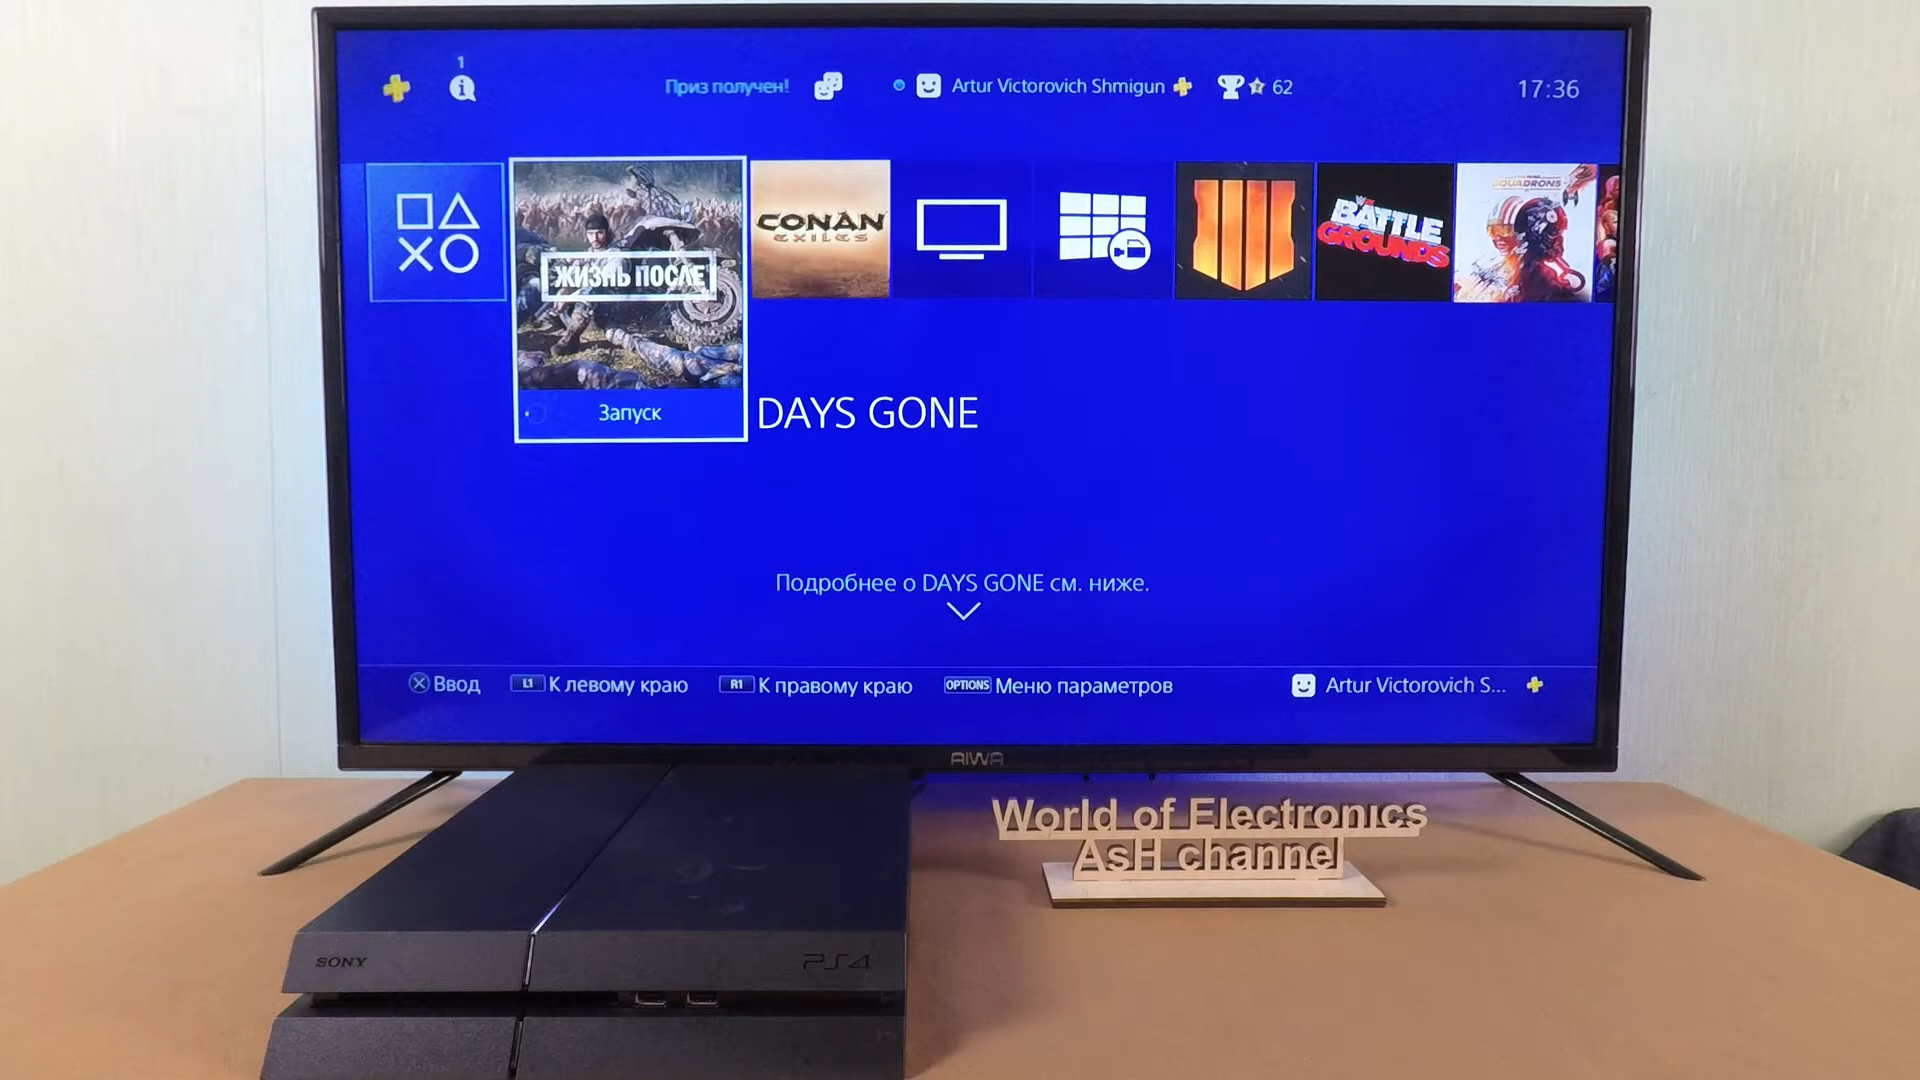 1
Приз получен!
Artur Victorovich Shmigun
62
17:36
ЖИЗНЬ ПОСЛЕ
CONAN
EXILES
BATTLE
GROUNDS
SQUADRONS
Запуск
DAYS GONE
Подробнее о DAYS GONE см. ниже.
Ввод
L1 К левому краю
R1 К правому краю
OPTIONS Меню параметров
Artur Victorovich S...
AIWA
World of Electronics
AsH channel
SONY
PS4